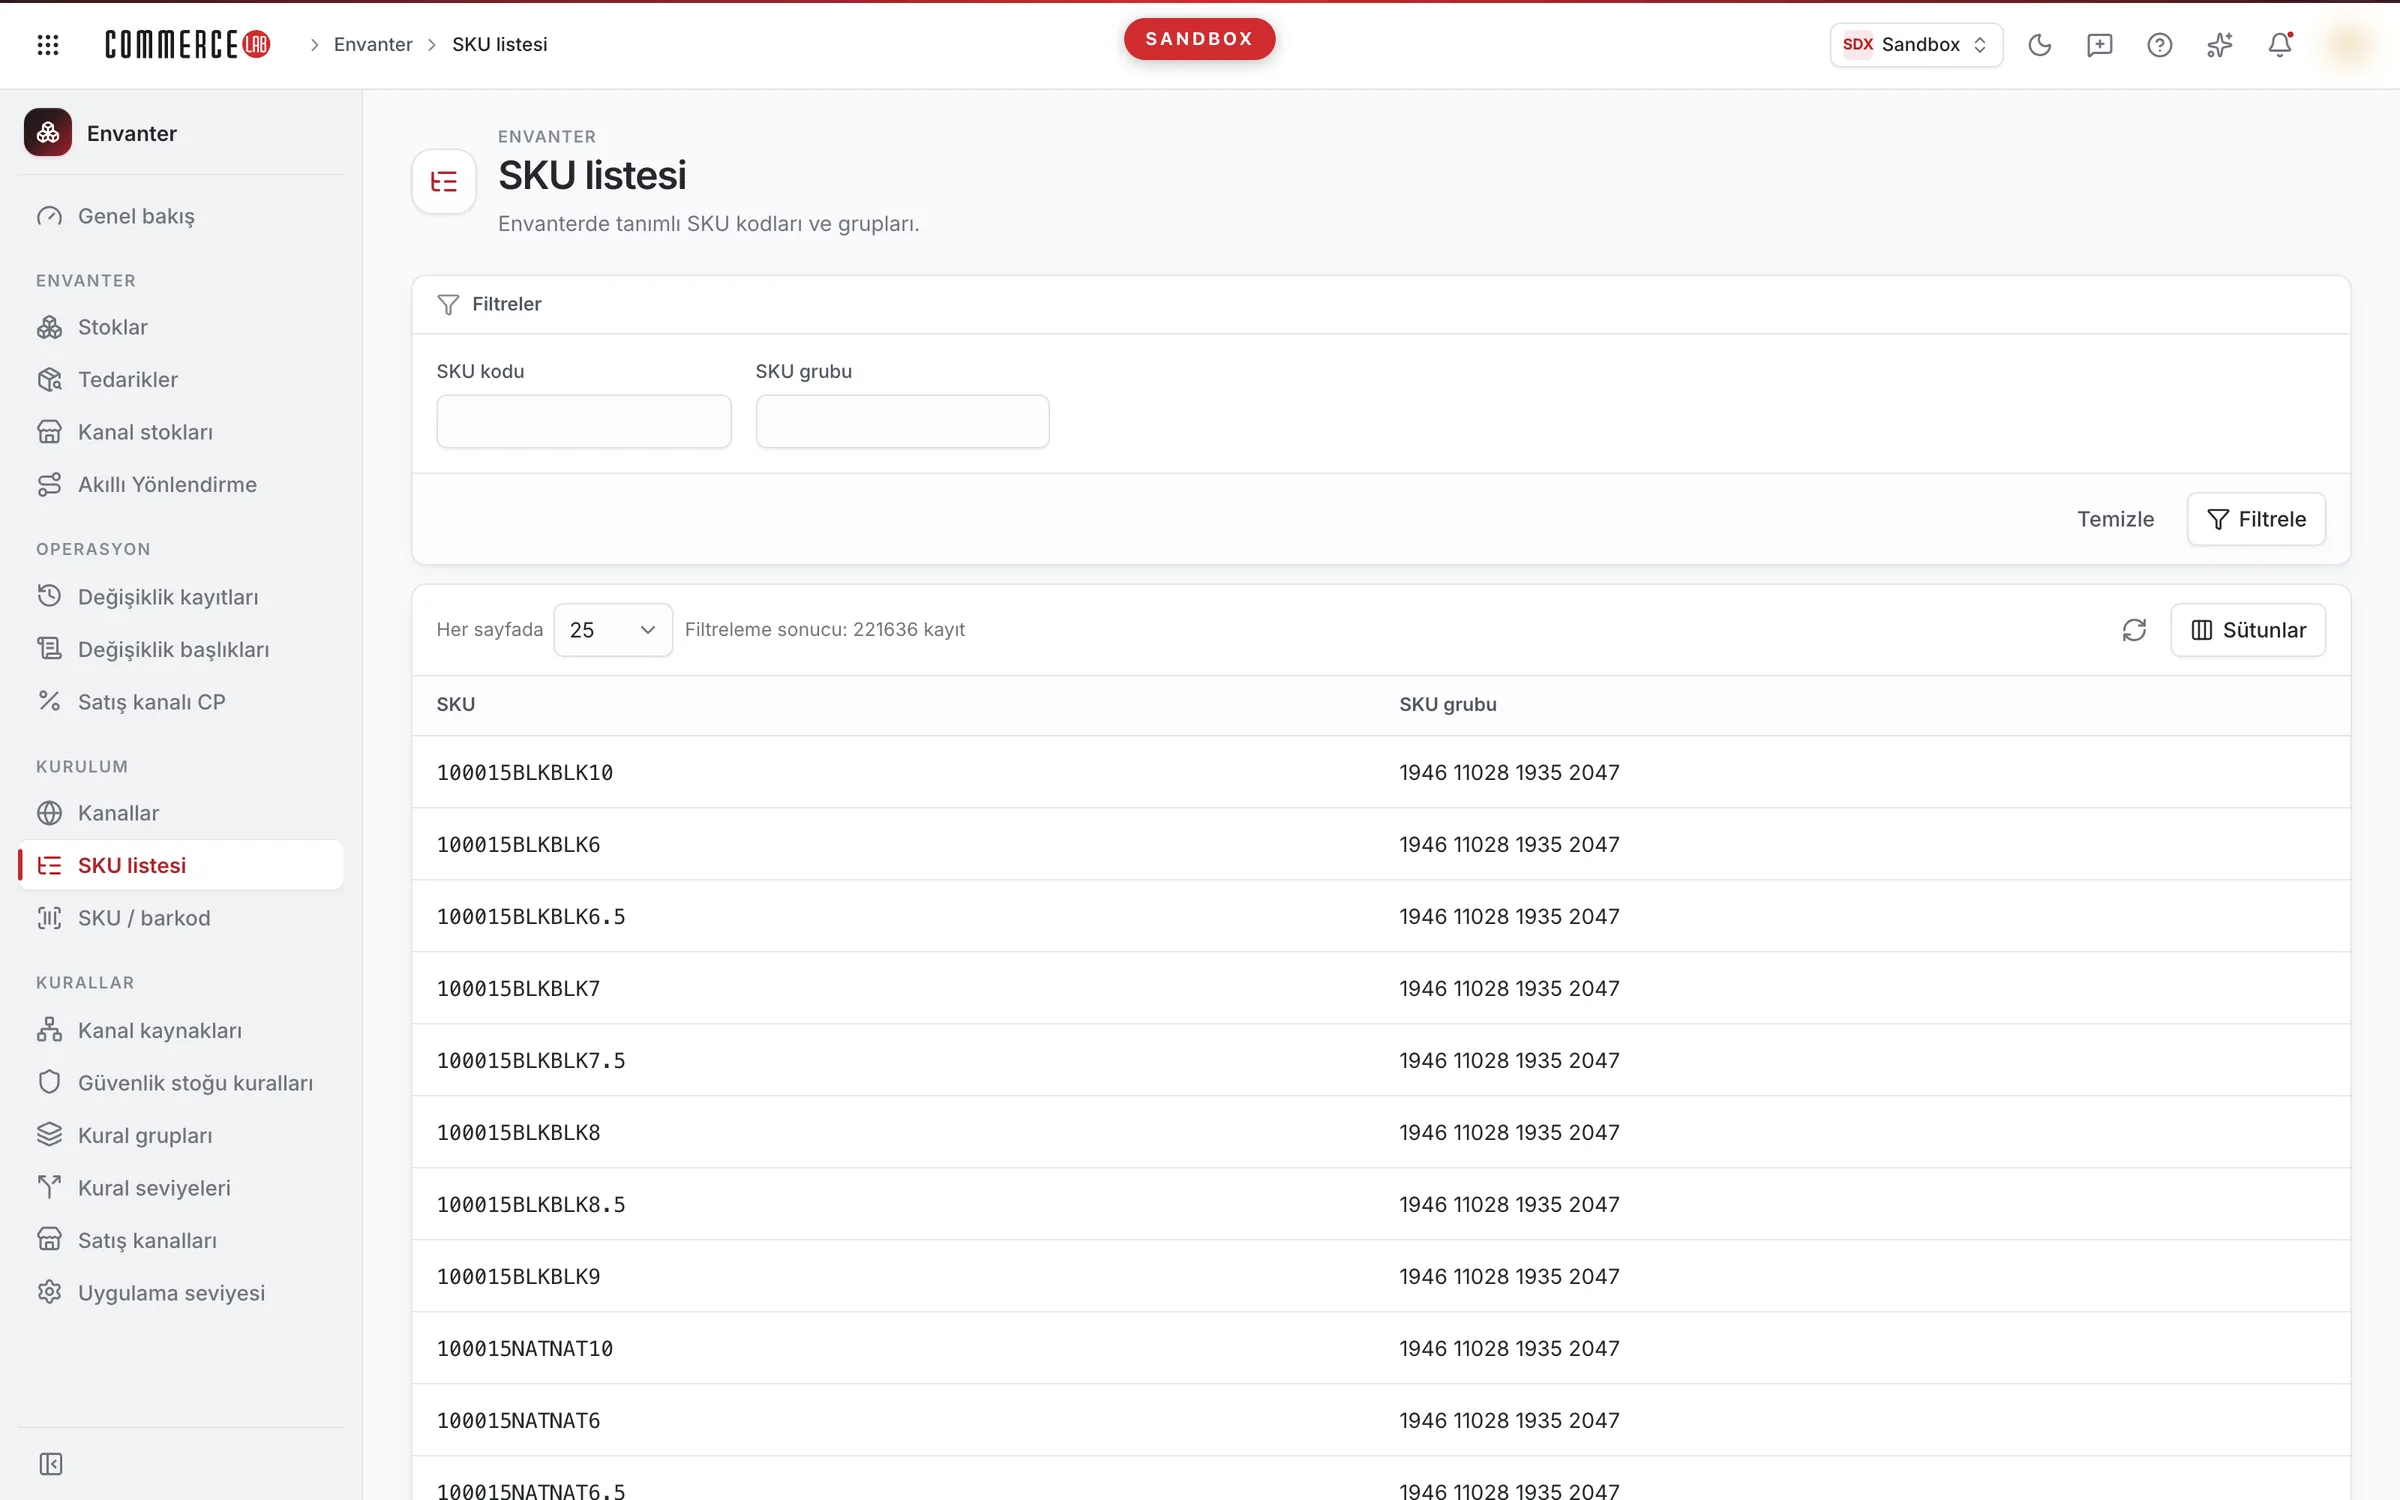 COMMERCE LAB
Envanter
SKU listesi
SANDBOX
SDX Sandbox
Envanter
Genel bakış
ENVANTER
Stoklar
Tedarikler
Kanal stokları
Akıllı Yönlendirme
OPERASYON
Değişiklik kayıtları
Değişiklik başlıkları
Satış kanalı CP
KURULUM
Kanallar
SKU listesi
SKU / barkod
KURALLAR
Kanal kaynakları
Güvenlik stoğu kuralları
Kural grupları
Kural seviyeleri
Satış kanalları
Uygulama seviyesi
ENVANTER
SKU listesi
Envanterde tanımlı SKU kodları ve grupları.
Filtreler
SKU kodu SKU grubu
Temizle Filtrele
Her sayfada 25 Filtreleme sonucu: 221636 kayıt Sütunlar
SKU SKU grubu
100015BLKBLK10 1946 11028 1935 2047
100015BLKBLK6 1946 11028 1935 2047
100015BLKBLK6.5 1946 11028 1935 2047
100015BLKBLK7 1946 11028 1935 2047
100015BLKBLK7.5 1946 11028 1935 2047
100015BLKBLK8 1946 11028 1935 2047
100015BLKBLK8.5 1946 11028 1935 2047
100015BLKBLK9 1946 11028 1935 2047
100015NATNAT10 1946 11028 1935 2047
100015NATNAT6 1946 11028 1935 2047
100015NATNAT6.5 1946 11028 1935 2047